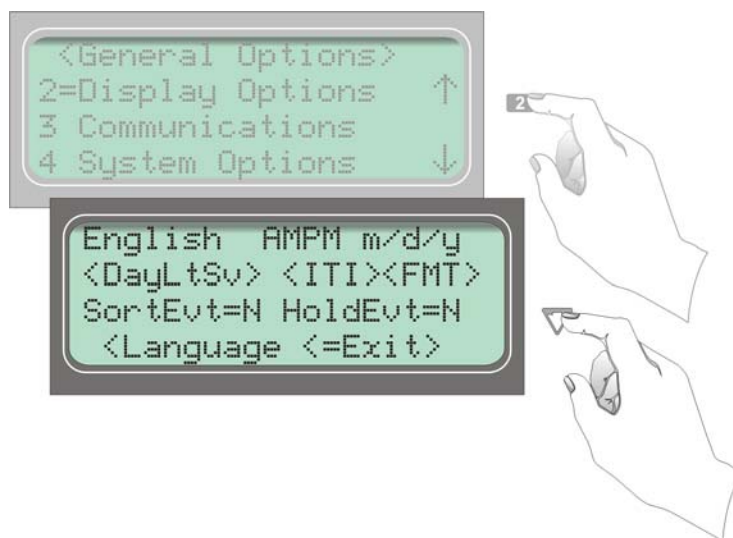 <General Options>
2=Display Options ↑
3 Communications
4 System Options ↓
2
English AMPM m/d/y
<DayLtSv> <ITI><FMT>
SortEvt=N HoldEvt=N
<Language <=Exit>